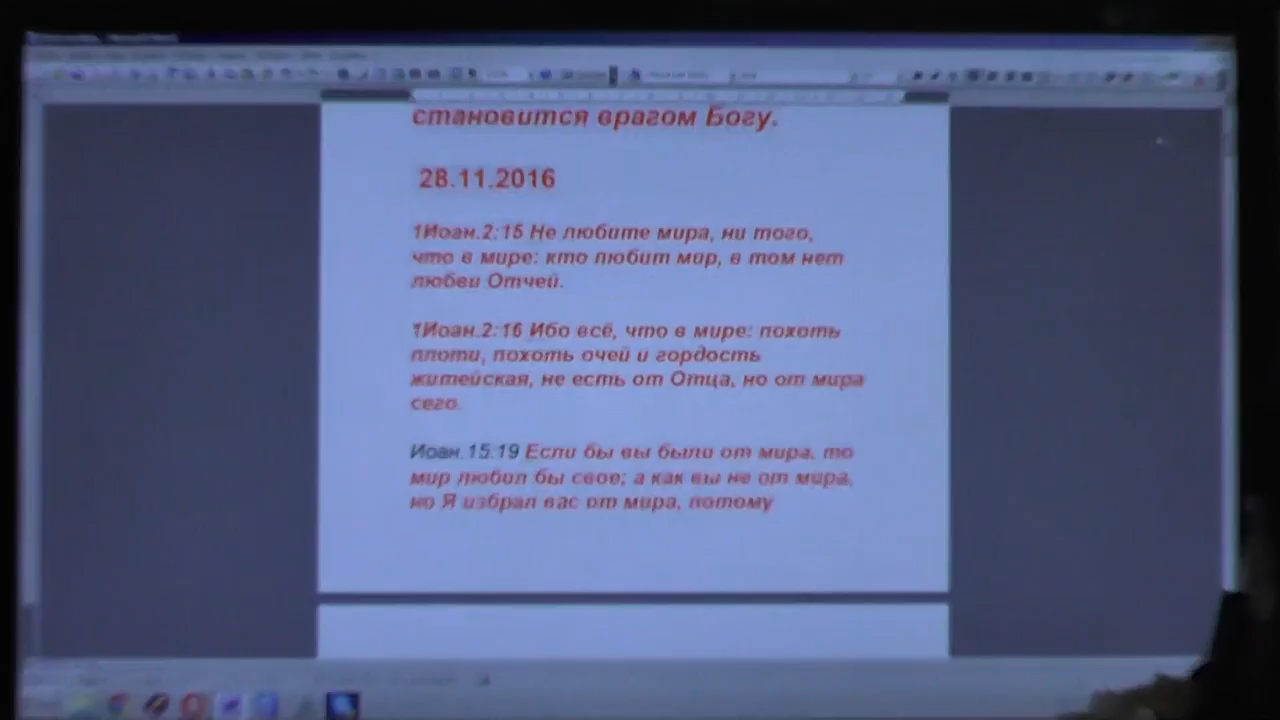 становится врагом Богу.
28.11.2016
1Иоан.2:15 Не любите мира, ни того,
что в мире: кто любит мир, в том нет
любви Отчей.
1Иоан.2:16 Ибо всё, что в мире: похоть
плоти, похоть очей и гордость
житейская, не есть от Отца, но от мира
сего.
Иоан.15:19 Если бы вы были от мира, то
мир любил бы свое; а как вы не от мира,
но Я избрал вас от мира, потому